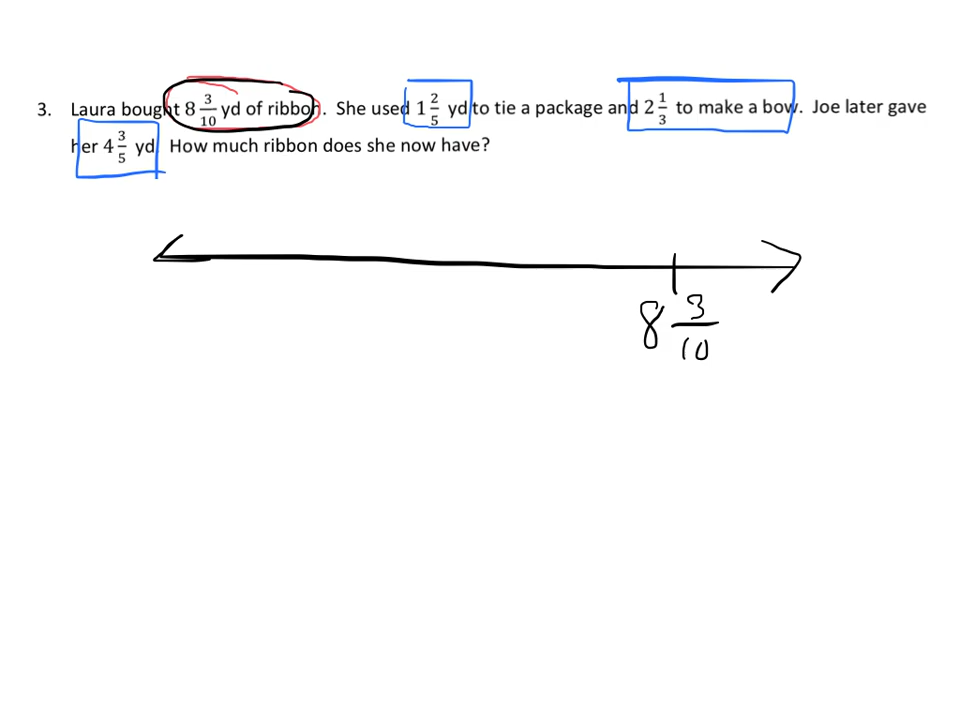 3. Laura bought 8 3/10 yd of ribbon. She used 1 2/5 yd to tie a package and 2 1/3 to make a bow. Joe later gave
her 4 3/5 yd. How much ribbon does she now have?
8 3/10